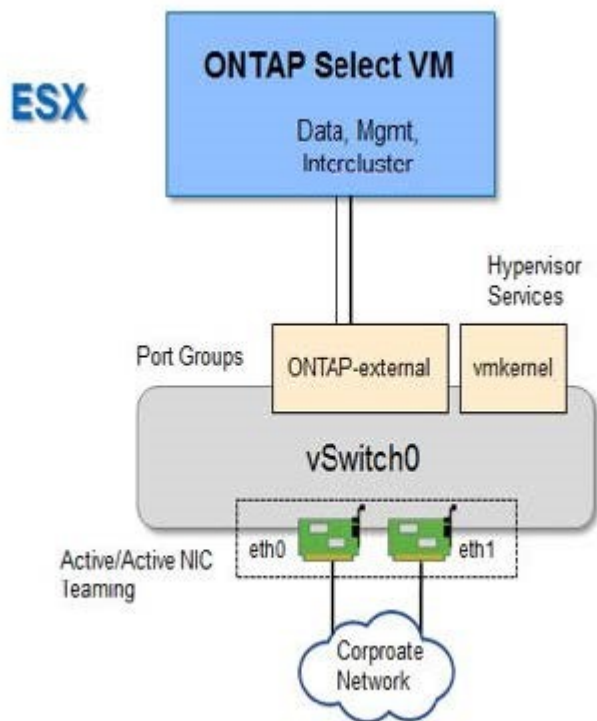 ESX
ONTAP Select VM
Data, Mgmt,
Intercluster
Hypervisor
Services
Port Groups
ONTAP-external
vmkernel
vSwitch0
eth0
eth1
Active/Active NIC
Teaming
Corproate
Network